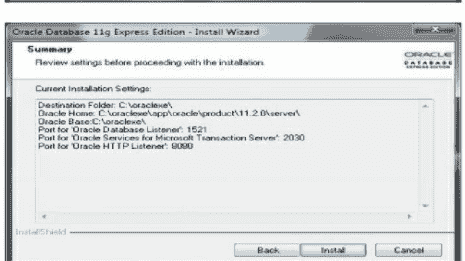 Oracle Database 11g Express Edition - Install Wizard
Summary
Review settings before proceeding with the installation.
ORACLE
DATABASE
EXPRESS EDITION
Current Installation Settings:
Destination Folder: C:\oraclexe\
Oracle Home: C:\oraclexe\app\oracle\product\11.2.0\server\
Oracle Base:C:\oraclexe\
Port for 'Oracle Database Listener': 1521
Port for 'Oracle Services for Microsoft Transaction Server': 2030
Port for 'Oracle HTTP Listener': 8080
InstallShield
Back
Install
Cancel